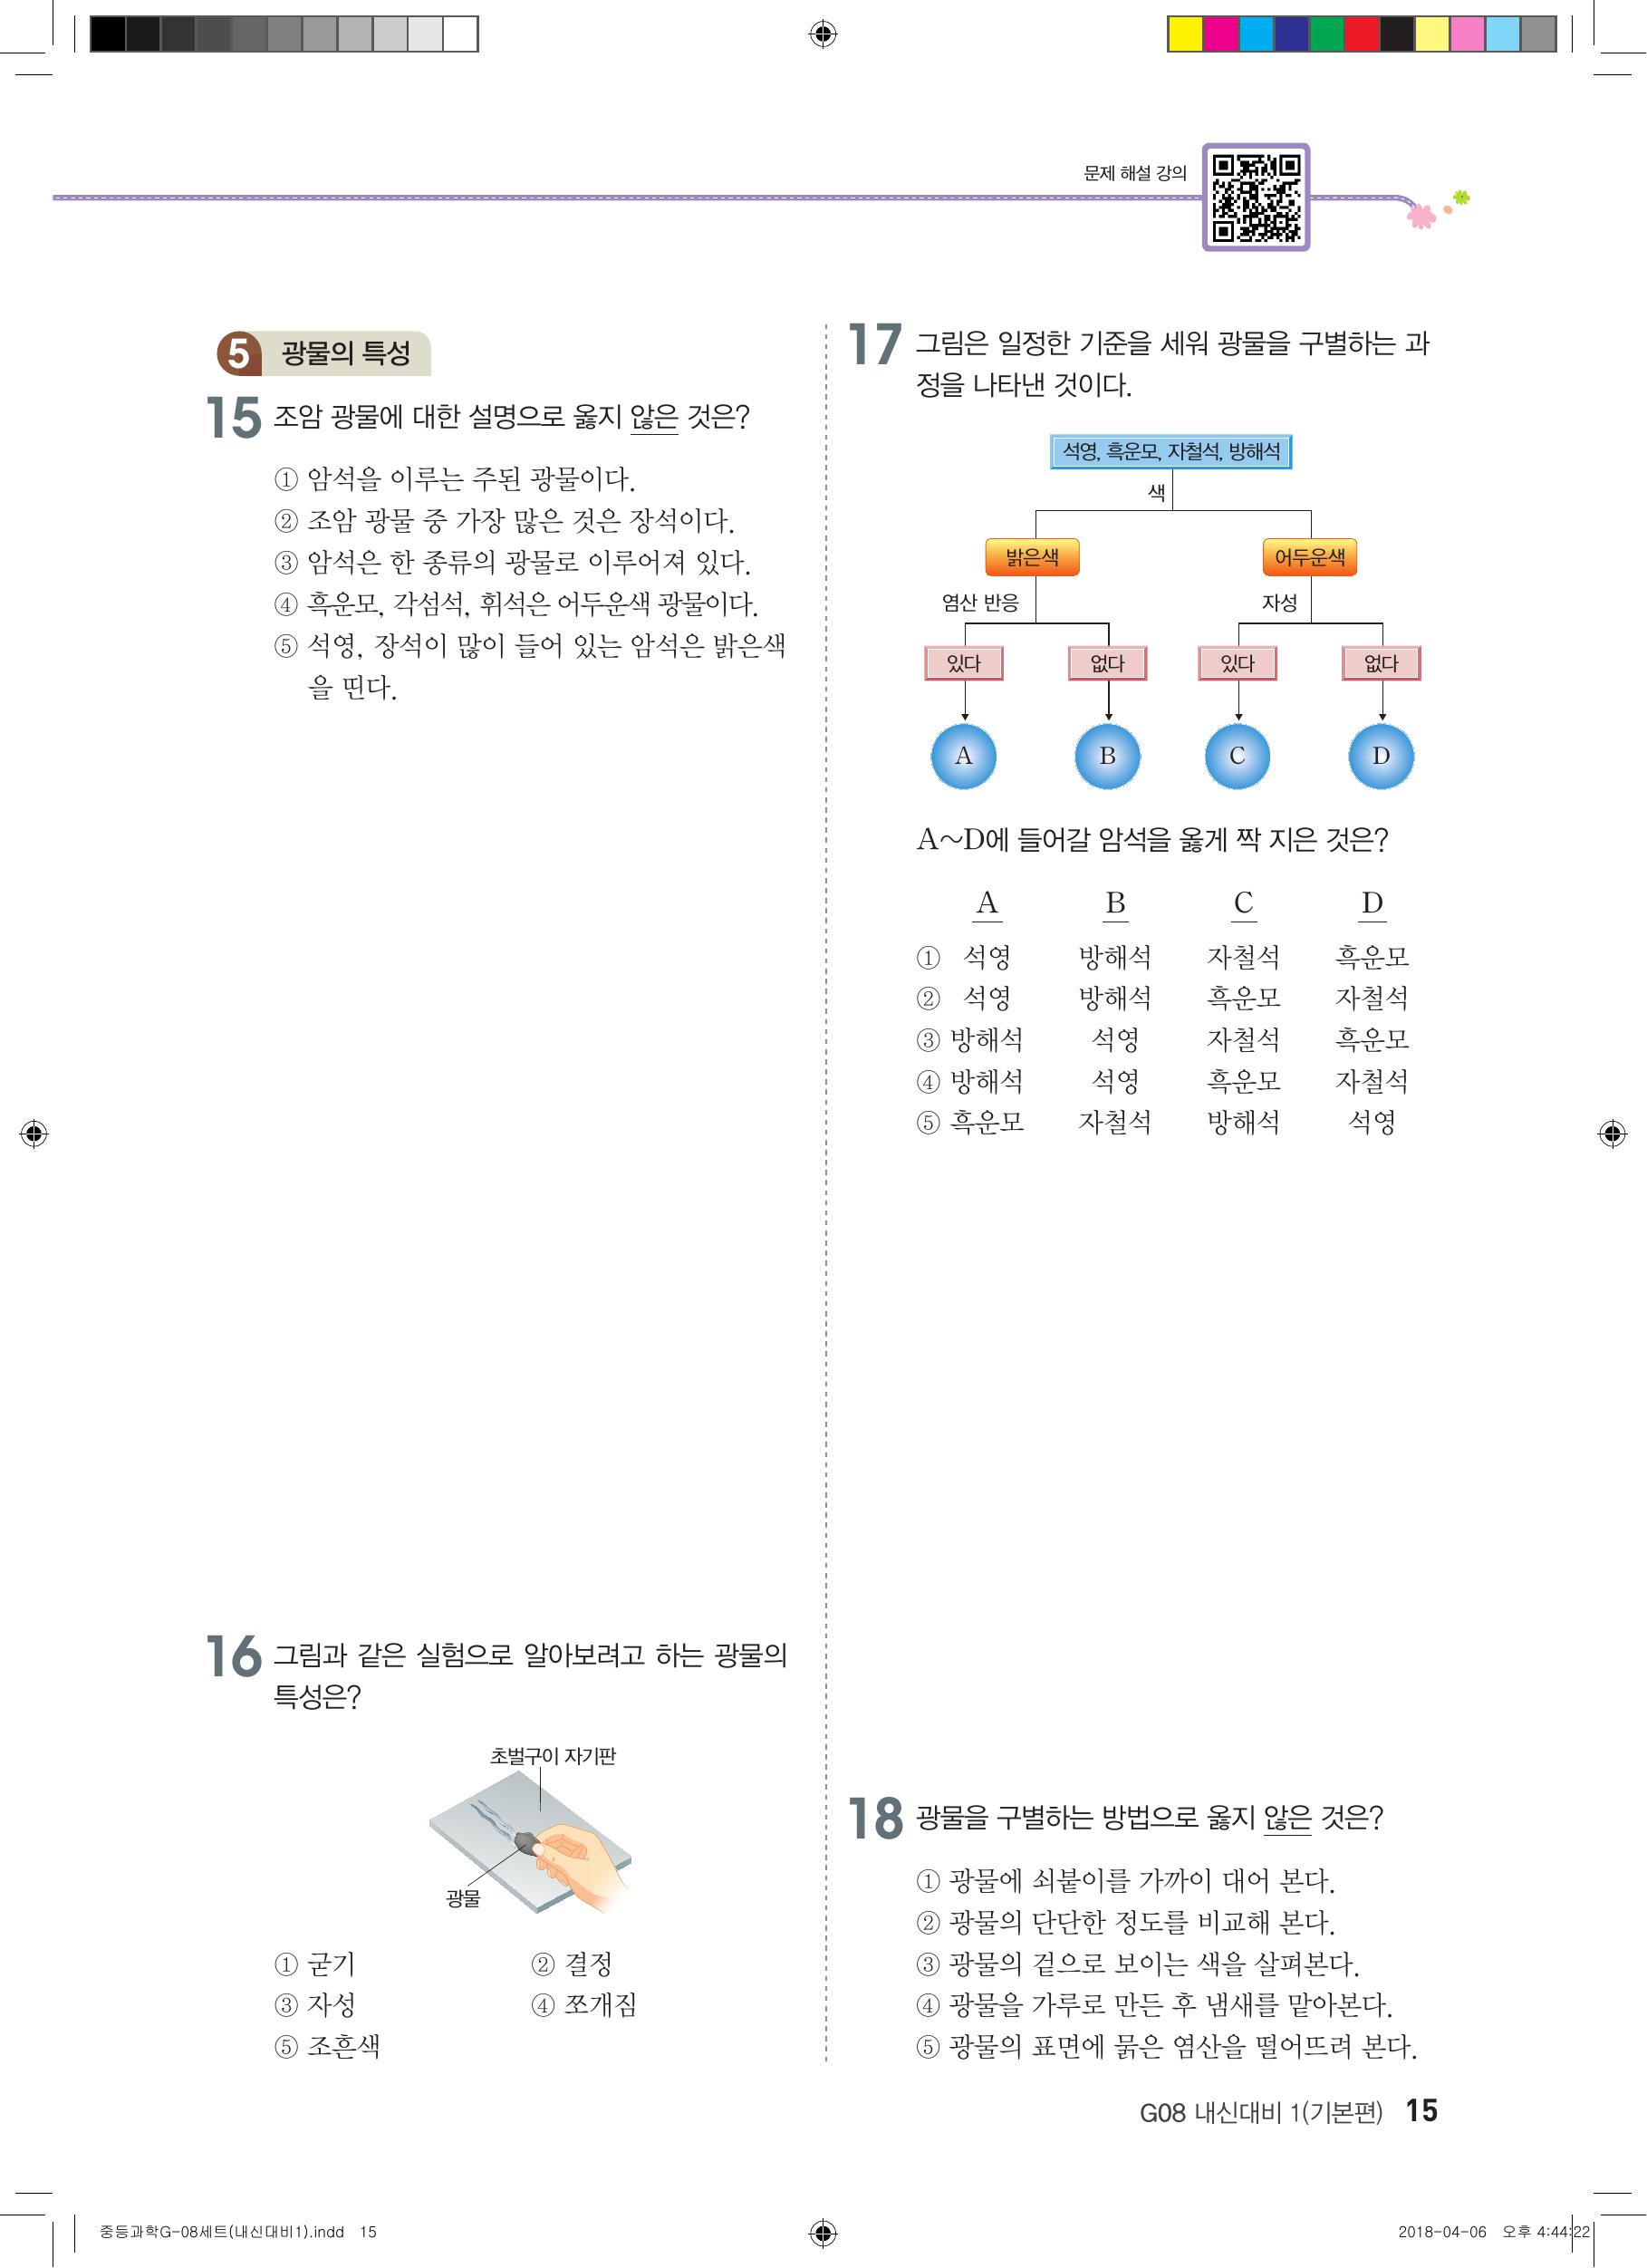 문제 해설 강의
5 광물의 특성
15 조암 광물에 대한 설명으로 옳지 않은 것은?
① 암석을 이루는 주된 광물이다.
② 조암 광물 중 가장 많은 것은 장석이다.
③ 암석은 한 종류의 광물로 이루어져 있다.
④ 흑운모, 각섬석, 휘석은 어두운색 광물이다.
⑤ 석영, 장석이 많이 들어 있는 암석은 밝은색
을 띤다.
16 그림과 같은 실험으로 알아보려고 하는 광물의
특성은?
초벌구이 자기판
광물
① 굳기 ② 결정
③ 자성 ④ 쪼개짐
⑤ 조흔색
17 그림은 일정한 기준을 세워 광물을 구별하는 과
정을 나타낸 것이다.
석영, 흑운모, 자철석, 방해석
색
밝은색 어두운색
염산 반응 자성
있다 없다 있다 없다
A B C D
A~D에 들어갈 암석을 옳게 짝 지은 것은?
A B C D
① 석영 방해석 자철석 흑운모
② 석영 방해석 흑운모 자철석
③ 방해석 석영 자철석 흑운모
④ 방해석 석영 흑운모 자철석
⑤ 흑운모 자철석 방해석 석영
18 광물을 구별하는 방법으로 옳지 않은 것은?
① 광물에 쇠붙이를 가까이 대어 본다.
② 광물의 단단한 정도를 비교해 본다.
③ 광물의 겉으로 보이는 색을 살펴본다.
④ 광물을 가루로 만든 후 냄새를 맡아본다.
⑤ 광물의 표면에 묽은 염산을 떨어뜨려 본다.
G08 내신대비 1(기본편) 15
중등과학G-08세트(내신대비1).indd 15
2018-04-06 오후 4:44:22